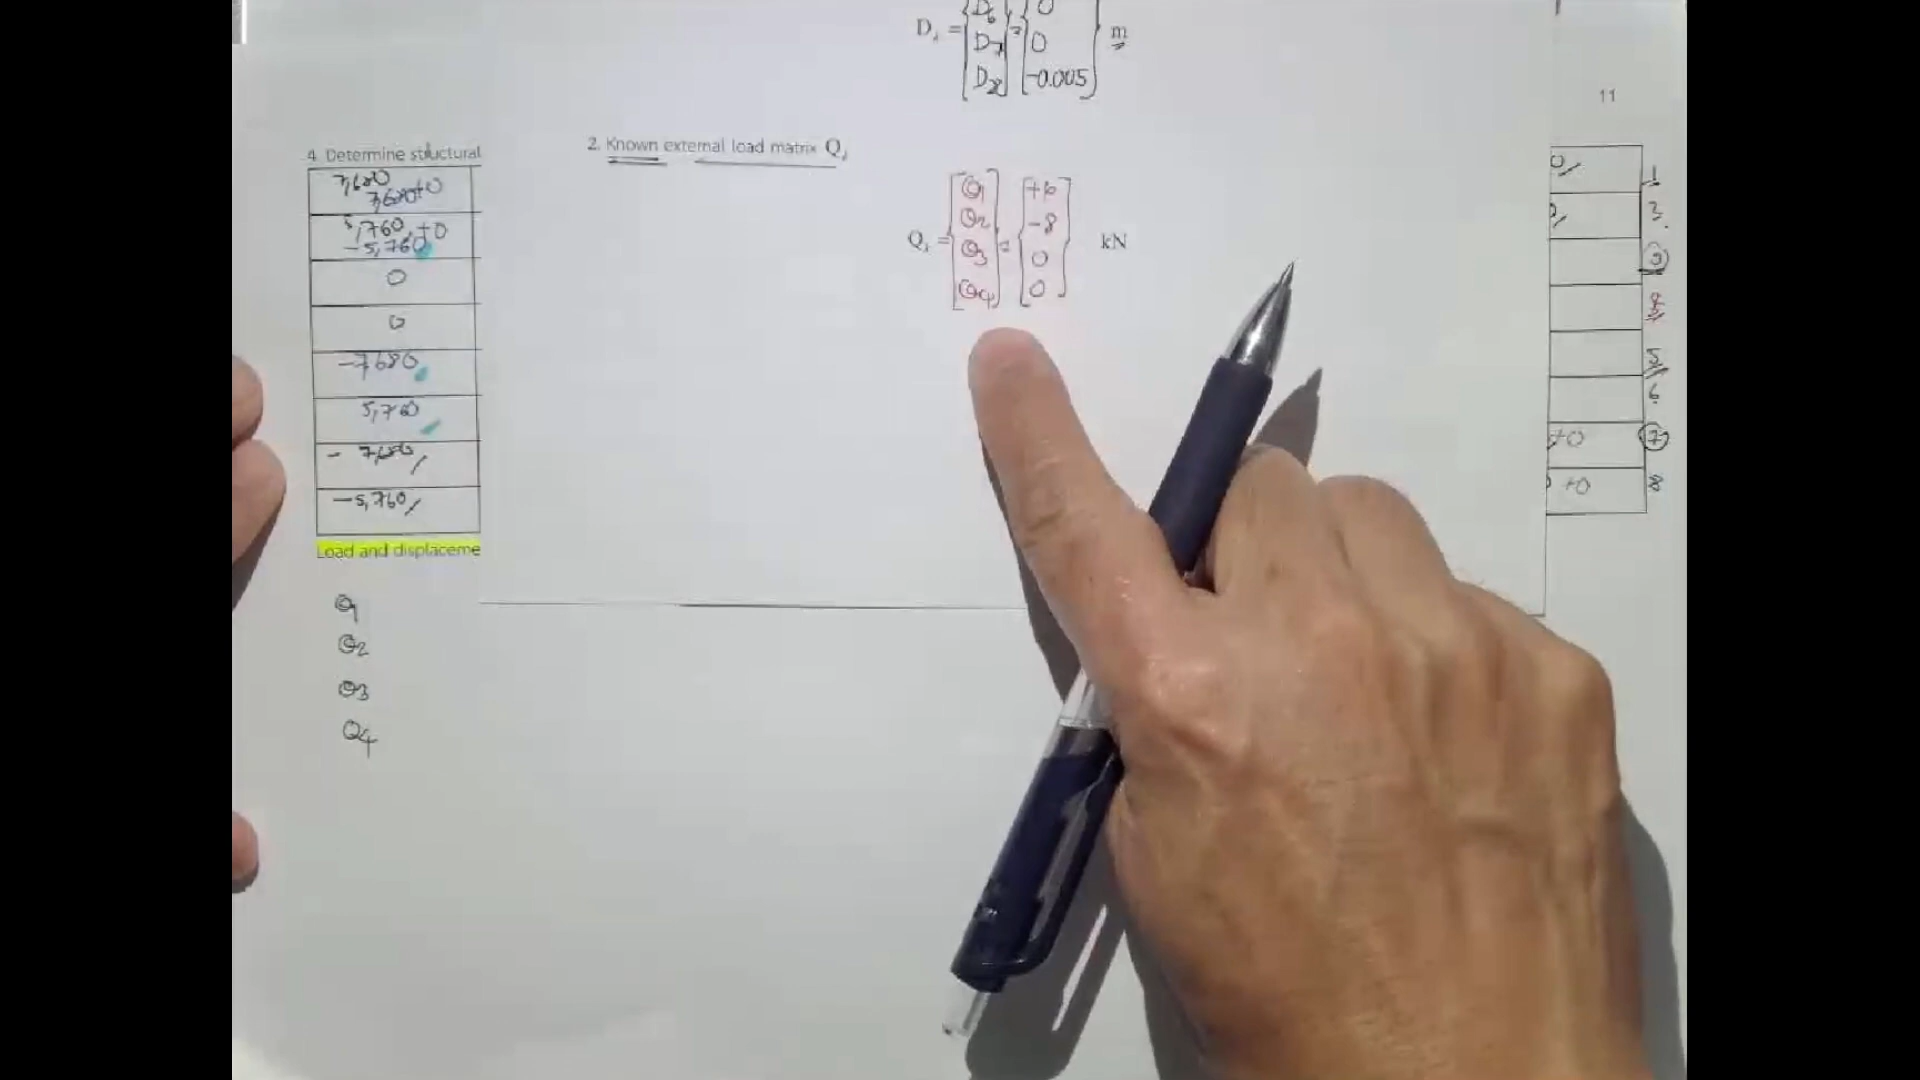 D6 0
Dk = D7 = 0 m
D8 -0.005
11
2. Known external load matrix Qk
4. Determine structural
7,680
7,680+0
5,760+0
-5,760
0
0
-7680
5,760
- 7,680/
-5,760/
Q1 +6
Q2 -8
Qk = Q3 = 0 kN
Q4 0
0/ 1
2
3
4
5
6
+0 7
+0 8
Load and displaceme
Q1
Q2
Q3
Q4